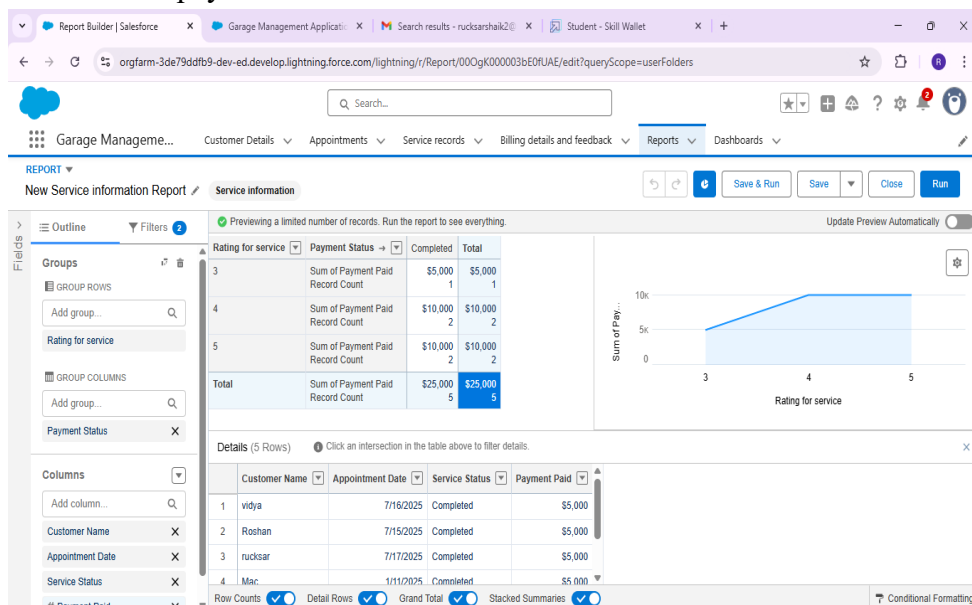 Report Builder | Salesforce
Garage Management Applicatic
Search results - rucksarshaik2@
Student - Skill Wallet
orgfarm-3de79ddfb9-dev-ed.develop.lightning.force.com/lightning/r/Report/00OgK000003bE0fUAE/edit?queryScope=userFolders
R
Search...
2
Garage Manageme...
Customer Details
Appointments
Service records
Billing details and feedback
Reports
Dashboards
REPORT
New Service information Report
Service information
Save & Run
Save
Close
Run
Fields
Outline
Filters 2
Previewing a limited number of records. Run the report to see everything.
Update Preview Automatically
Groups
GROUP ROWS
Add group...
Rating for service
GROUP COLUMNS
Add group...
Payment Status
Columns
Add column...
Customer Name
Appointment Date
Service Status
Rating for service Payment Status Completed Total
3 Sum of Payment Paid $5,000 $5,000
Record Count 1 1
4 Sum of Payment Paid $10,000 $10,000
Record Count 2 2
5 Sum of Payment Paid $10,000 $10,000
Record Count 2 2
Total Sum of Payment Paid $25,000 $25,000
Record Count 5 5
Sum of Pay...
10K
5K
0
3 4 5
Rating for service
Details (5 Rows) Click an intersection in the table above to filter details.
Customer Name Appointment Date Service Status Payment Paid
1 vidya 7/16/2025 Completed $5,000
2 Roshan 7/15/2025 Completed $5,000
3 rucksar 7/17/2025 Completed $5,000
4 Mac 1/11/2025 Completed $5,000
Row Counts Detail Rows Grand Total Stacked Summaries Conditional Formatting